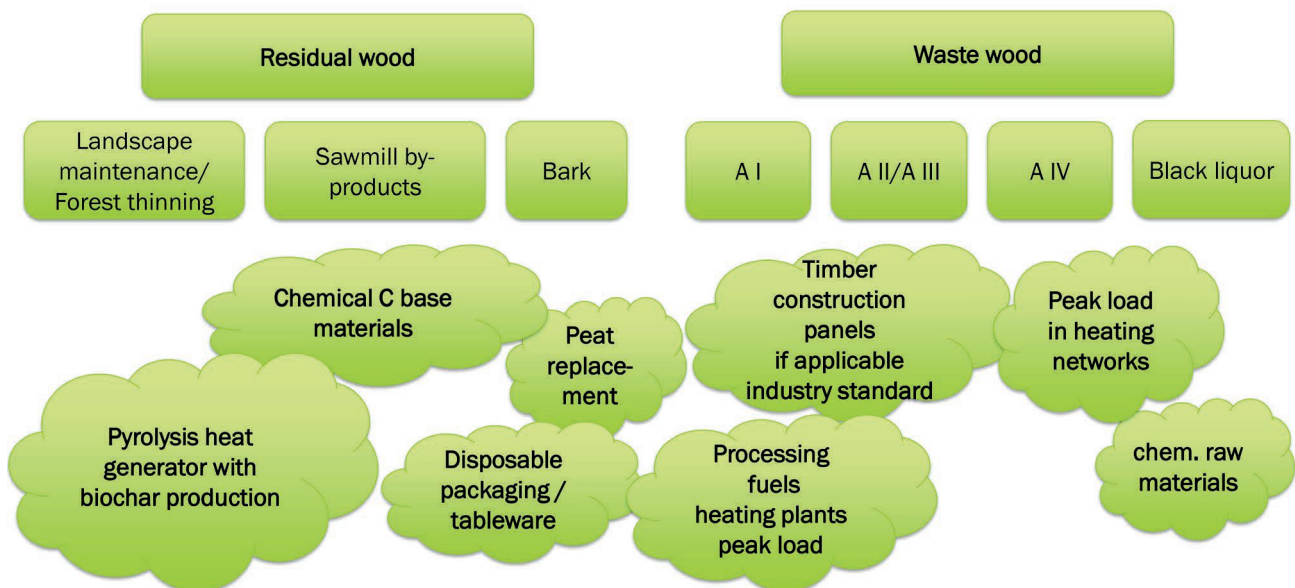 Residual wood
Waste wood
Landscape
maintenance/
Forest thinning
Sawmill by-
products
Bark
A I
A II/A III
A IV
Black liquor
Chemical C base
materials
Peat
replace-
ment
Timber
construction
panels
if applicable
industry standard
Peak load
in heating
networks
Pyrolysis heat
generator with
biochar production
Disposable
packaging /
tableware
Processing
fuels
heating plants
peak load
chem. raw
materials